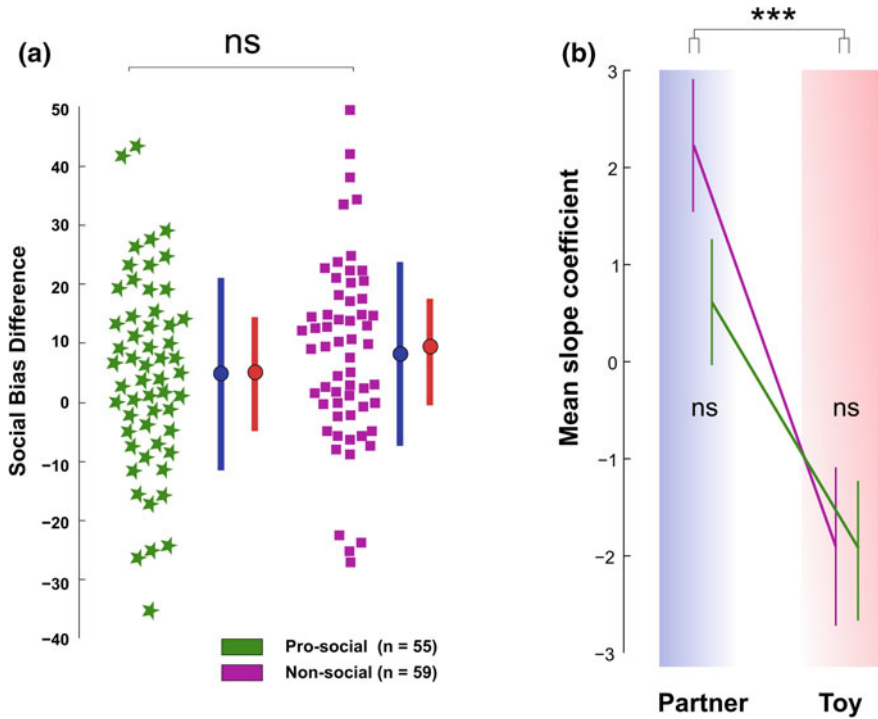 (a)
ns
Social Bias Difference
50
40
30
20
10
0
−10
−20
−30
−40
Pro-social (n = 55)
Non-social (n = 59)
(b)
***
Mean slope coefficient
3
2
1
0
−1
−2
−3
ns
ns
Partner
Toy